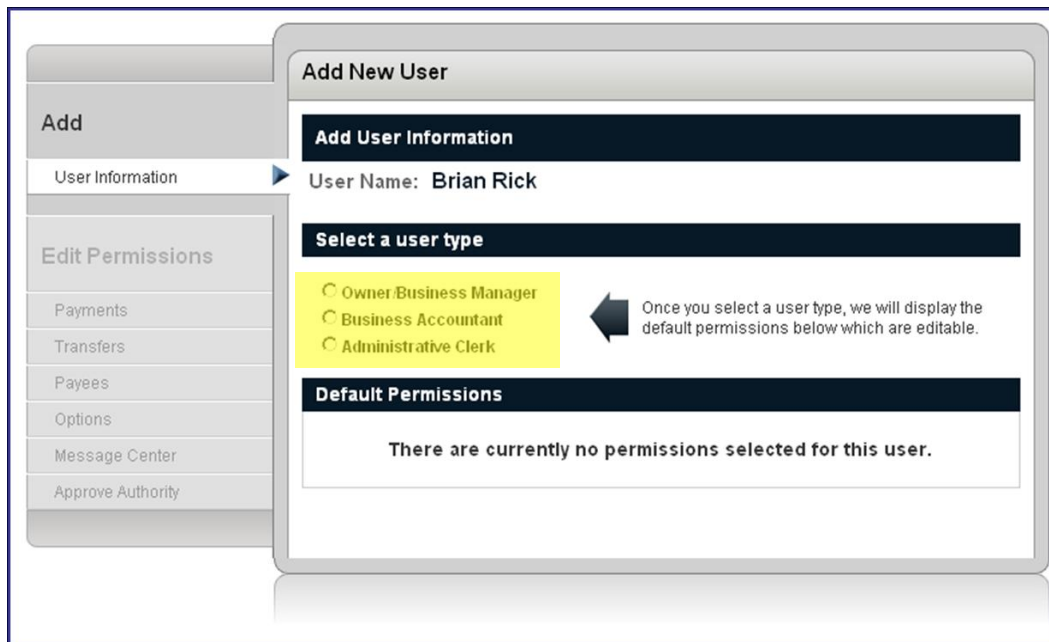 Add
User Information
Edit Permissions
Payments
Transfers
Payees
Options
Message Center
Approve Authority
Add New User
Add User Information
User Name: Brian Rick
Select a user type
Owner/Business Manager
Business Accountant
Administrative Clerk
Once you select a user type, we will display the
default permissions below which are editable.
Default Permissions
There are currently no permissions selected for this user.